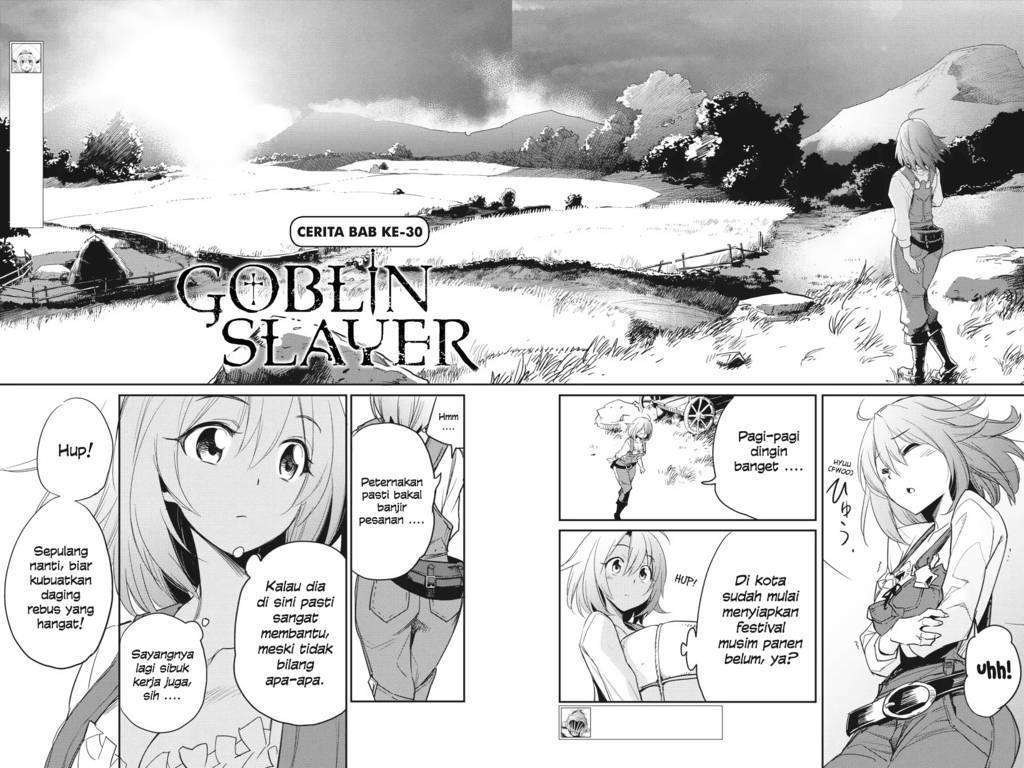 CERITA BAB KE-30
GOBLIN
SLAYER
HYUU
(FWOO)
ひゅう.
uhh!
Pagi-pagi
dingin
banget ....
HUP!
Di kota
sudah mulai
menyiapkan
festival
musim panen
belum, ya?
Hmm
....
Peternakan
pasti bakal
banjir
pesanan ....
Kalau dia
di sini pasti
sangat
membantu,
meski tidak
bilang
apa-apa.
Sayangnya
lagi sibuk
kerja juga,
sih ....
Hup!
Sepulang
nanti, biar
kubuatkan
daging
rebus yang
hangat!